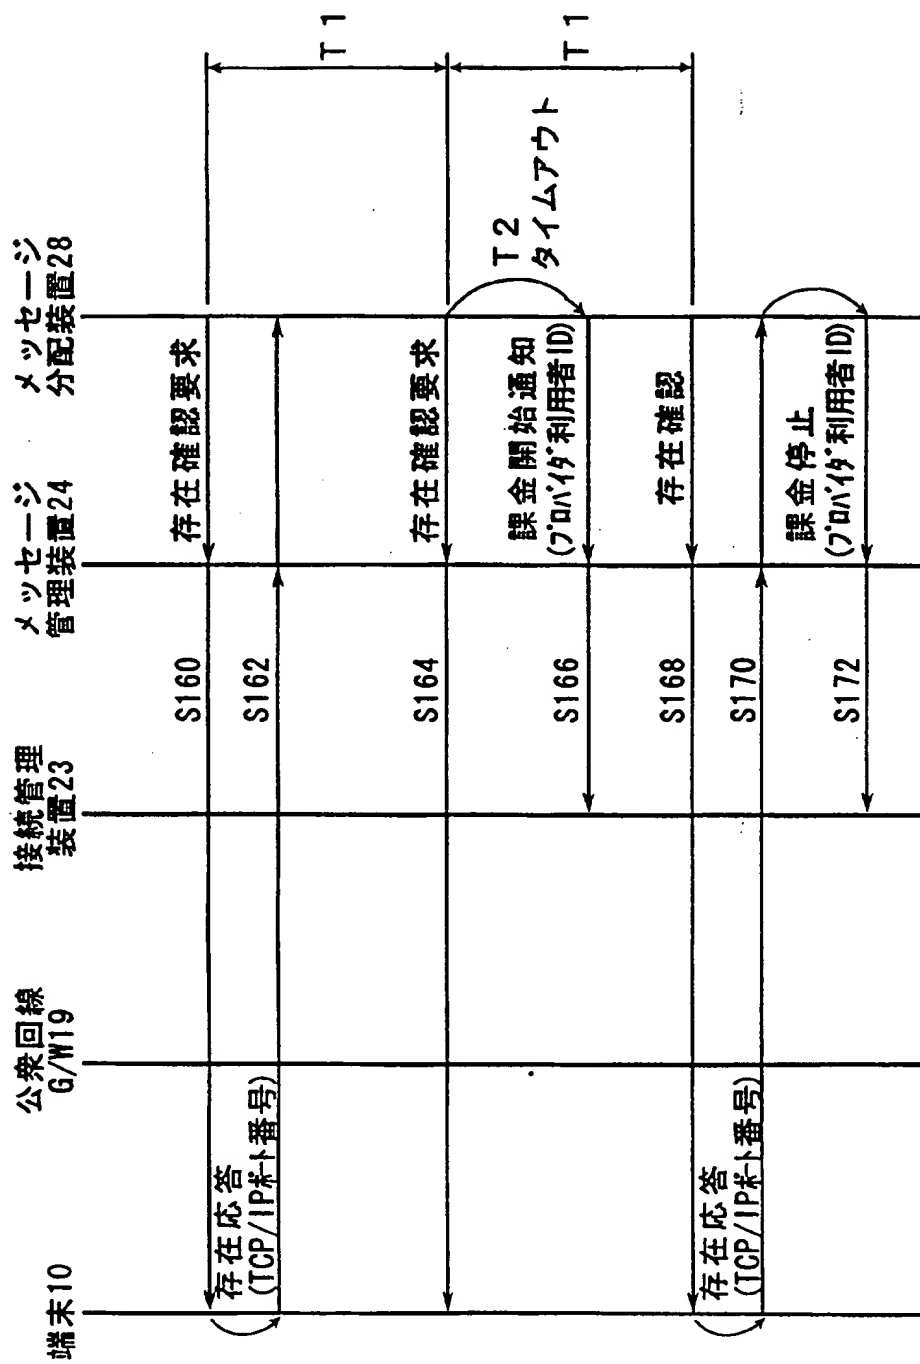 端末10
公衆回線
G/W19
接続管理
装置23
メッセージ
管理装置24
メッセージ
分配装置28
S160
存在確認要求
T1
存在応答
(TCP/IPポート番号)
S162
S164
存在確認要求
T2
タイムアウト
T1
S166
課金開始通知
(プロバイダ利用者ID)
S168
存在確認
存在応答
(TCP/IPポート番号)
S170
S172
課金停止
(プロバイダ利用者ID)